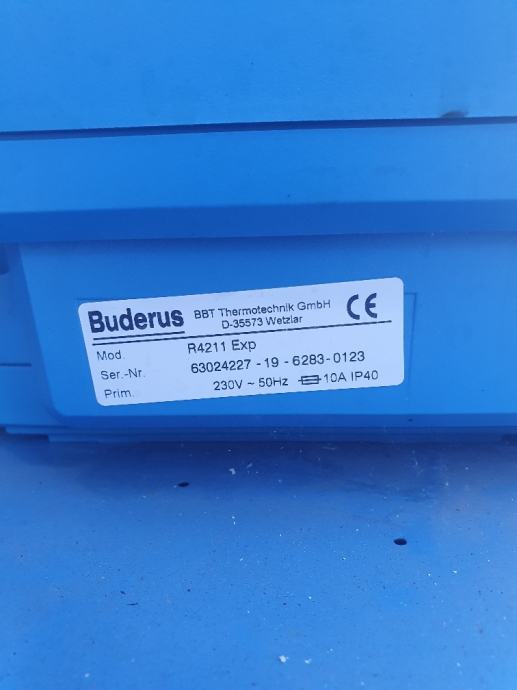 Buderus BBT Thermotechnik GmbH
D-35573 Wetzlar
CE
Mod. R4211 Exp
Ser.-Nr. 63024227 - 19 - 6283-0123
Prim. 230V ~ 50Hz 10A IP40